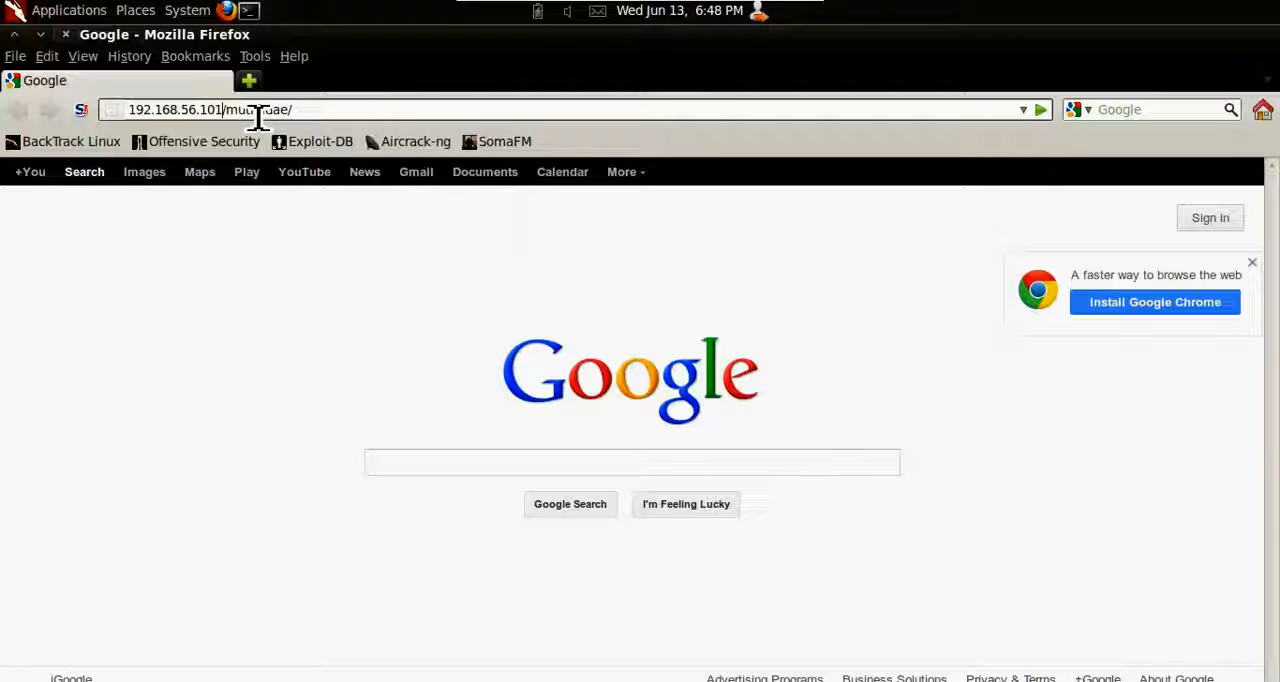 Applications Places System Wed Jun 13, 6:48 PM
Google - Mozilla Firefox
File Edit View History Bookmarks Tools Help
Google
192.168.56.101/ Google
BackTrack Linux Offensive Security Exploit-DB Aircrack-ng SomaFM
+You Search Images Maps Play YouTube News Gmail Documents Calendar More
Sign in
A faster way to browse the web
Install Google Chrome
Google
Google Search I'm Feeling Lucky
iGoogle Advertising Programs Business Solutions Privacy & Terms +Google About Google